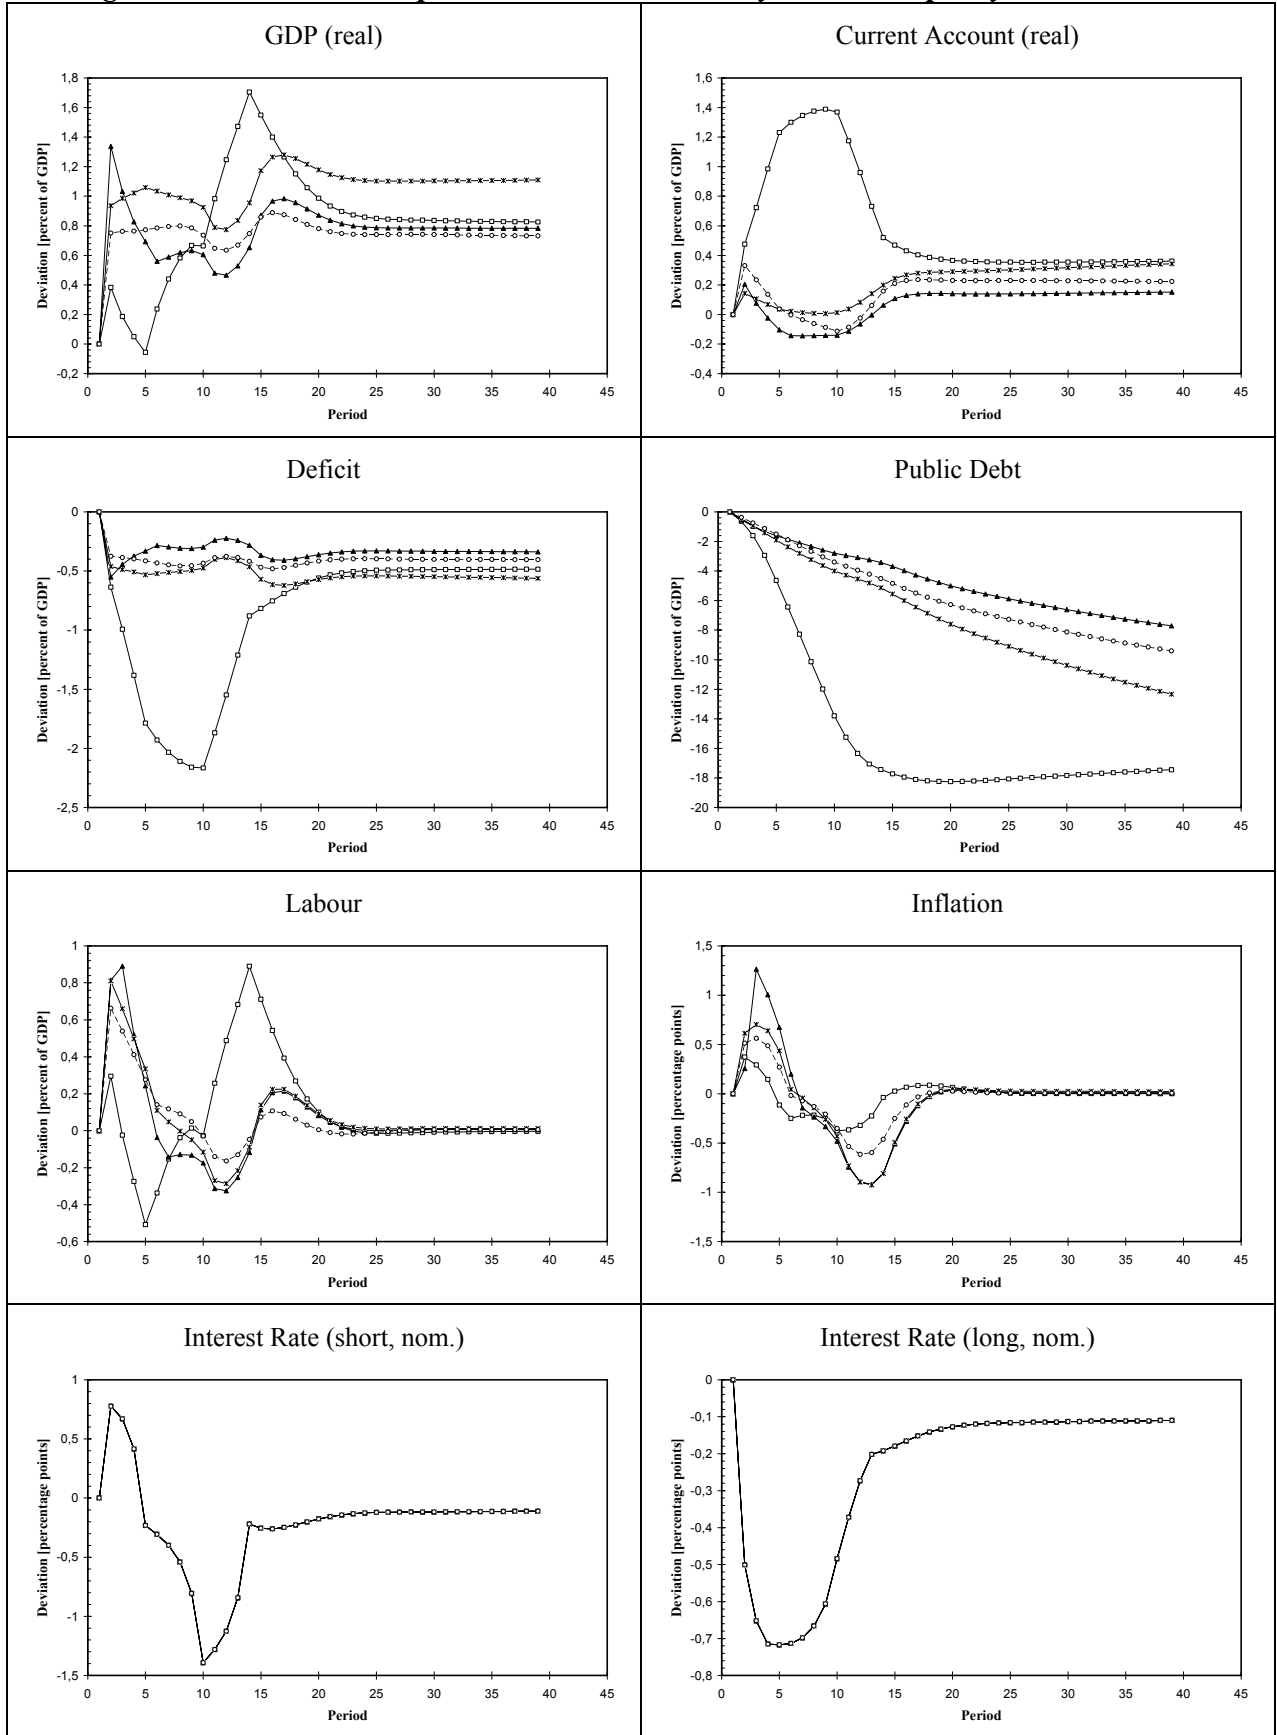 GDP (real)
Deviation [percent of GDP]
1,8
1,6
1,4
1,2
1
0,8
0,6
0,4
0,2
0
-0,2
0 5 10 15 20 25 30 35 40 45
Period
Current Account (real)
Deviation [percent of GDP]
1,6
1,4
1,2
1
0,8
0,6
0,4
0,2
0
-0,2
-0,4
0 5 10 15 20 25 30 35 40 45
Period
Deficit
Deviation [percent of GDP]
0
-0,5
-1
-1,5
-2
-2,5
0 5 10 15 20 25 30 35 40 45
Period
Public Debt
Deviation [percent of GDP]
0
-2
-4
-6
-8
-10
-12
-14
-16
-18
-20
0 5 10 15 20 25 30 35 40 45
Period
Labour
Deviation [percent of GDP]
1
0,8
0,6
0,4
0,2
0
-0,2
-0,4
-0,6
0 5 10 15 20 25 30 35 40 45
Period
Inflation
Deviation [percentage points]
1,5
1
0,5
0
-0,5
-1
-1,5
0 5 10 15 20 25 30 35 40 45
Period
Interest Rate (short, nom.)
Deviation [percentage points]
1
0,5
0
-0,5
-1
-1,5
0 5 10 15 20 25 30 35 40 45
Period
Interest Rate (long, nom.)
Deviation [percentage points]
0
-0,1
-0,2
-0,3
-0,4
-0,5
-0,6
-0,7
-0,8
0 5 10 15 20 25 30 35 40 45
Period